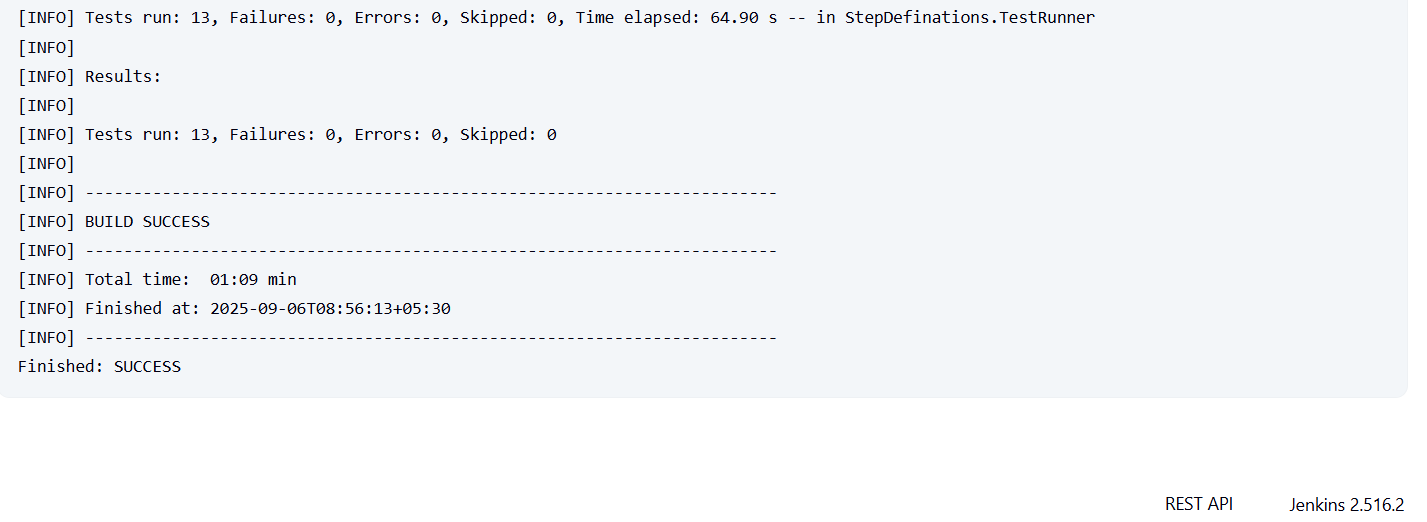 [INFO] Tests run: 13, Failures: 0, Errors: 0, Skipped: 0, Time elapsed: 64.90 s -- in StepDefinations.TestRunner
[INFO]
[INFO] Results:
[INFO]
[INFO] Tests run: 13, Failures: 0, Errors: 0, Skipped: 0
[INFO]
[INFO] ------------------------------------------------------------------------
[INFO] BUILD SUCCESS
[INFO] ------------------------------------------------------------------------
[INFO] Total time:  01:09 min
[INFO] Finished at: 2025-09-06T08:56:13+05:30
[INFO] ------------------------------------------------------------------------
Finished: SUCCESS
REST API Jenkins 2.516.2